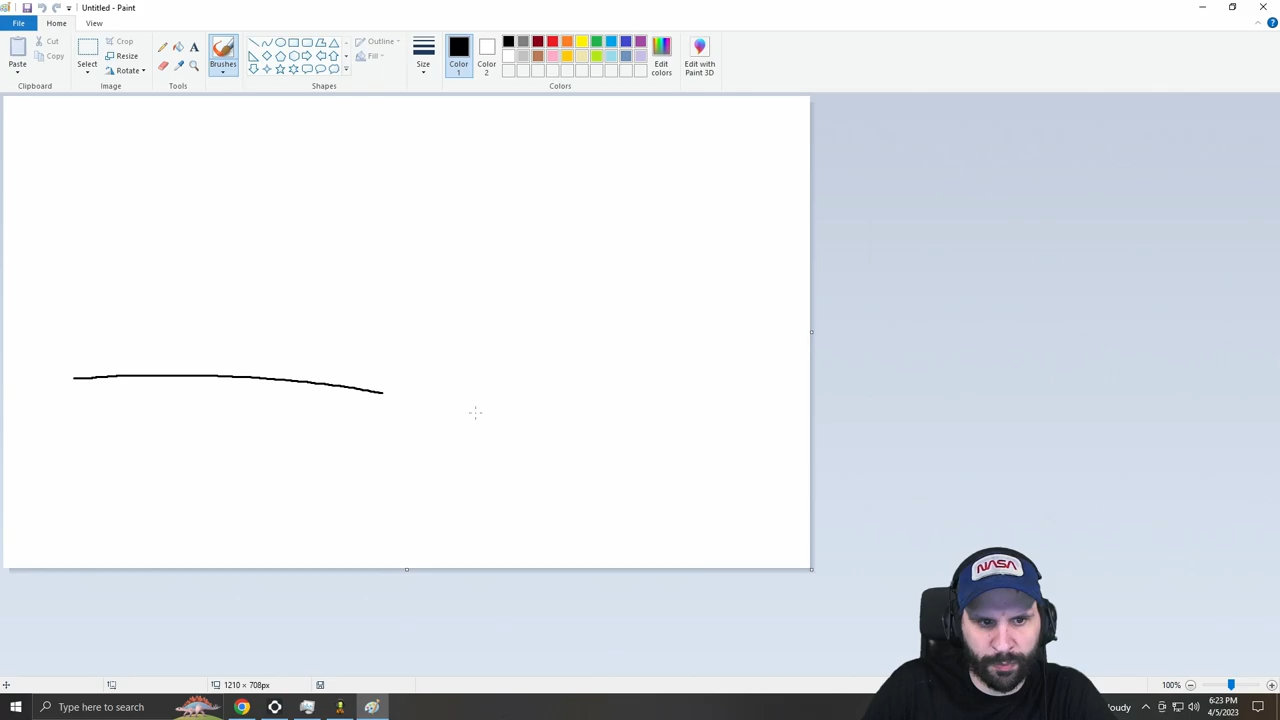 Untitled - Paint
File Home View
Paste
Cut
Copy
Clipboard
Select
Crop
Resize
Rotate
Image
Tools
Brushes
Outline
Fill
Shapes
Size
Color 1
Color 2
Edit colors
Colors
Edit with Paint 3D
NASA
1210 × 708px
100%
Type here to search
loudy
6:23 PM
4/5/2023